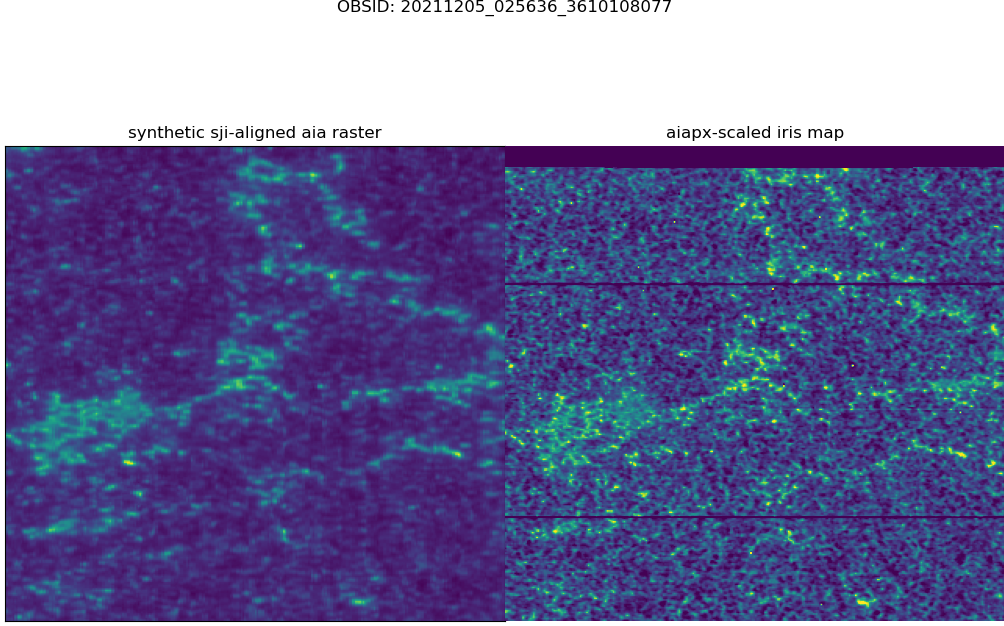 OBSID: 20211205_025636_3610108077
synthetic sji-aligned aia raster
aiapx-scaled iris map